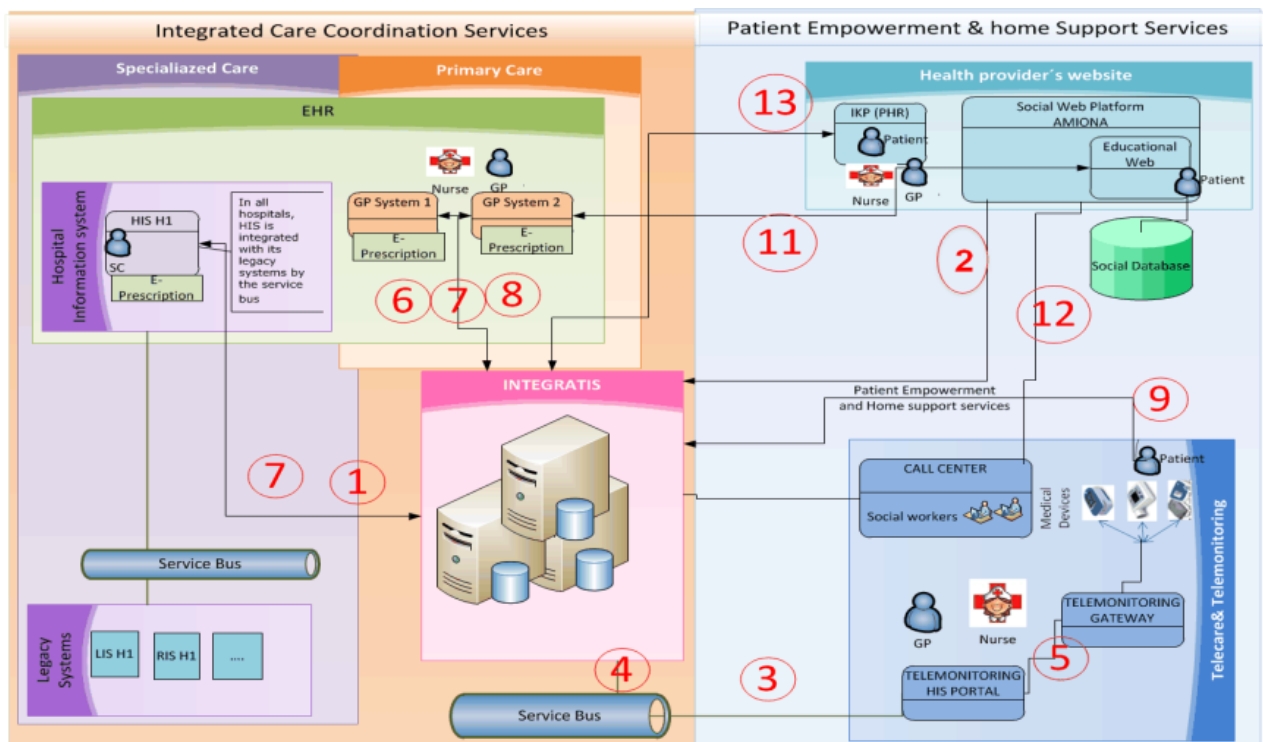 Integrated Care Coordination Services
Patient Empowerment & home Support Services
Specialiazed Care
Primary Care
EHR
Hospital
Information system
HIS H1
SC
E-
Prescription
In all
hospitals,
HIS is
integrated
with its
legacy
systems by
the service
bus
Nurse
GP
GP System 1
E-
Prescription
GP System 2
E-
Prescription
6
7
8
Health provider´s website
13
IKP (PHR)
Patient
Nurse
GP
Social Web Platform
AMIONA
Educational
Web
Patient
11
2
12
Social Database
INTEGRATIS
7
1
Service Bus
Legacy
Systems
LIS H1
RIS H1
....
4
Service Bus
3
Patient Empowerment
and Home support services
9
CALL CENTER
Social workers
Medical
Devices
Patient
GP
Nurse
TELEMONITORING
GATEWAY
5
TELEMONITORING
HIS PORTAL
Telecare& Telemonitoring